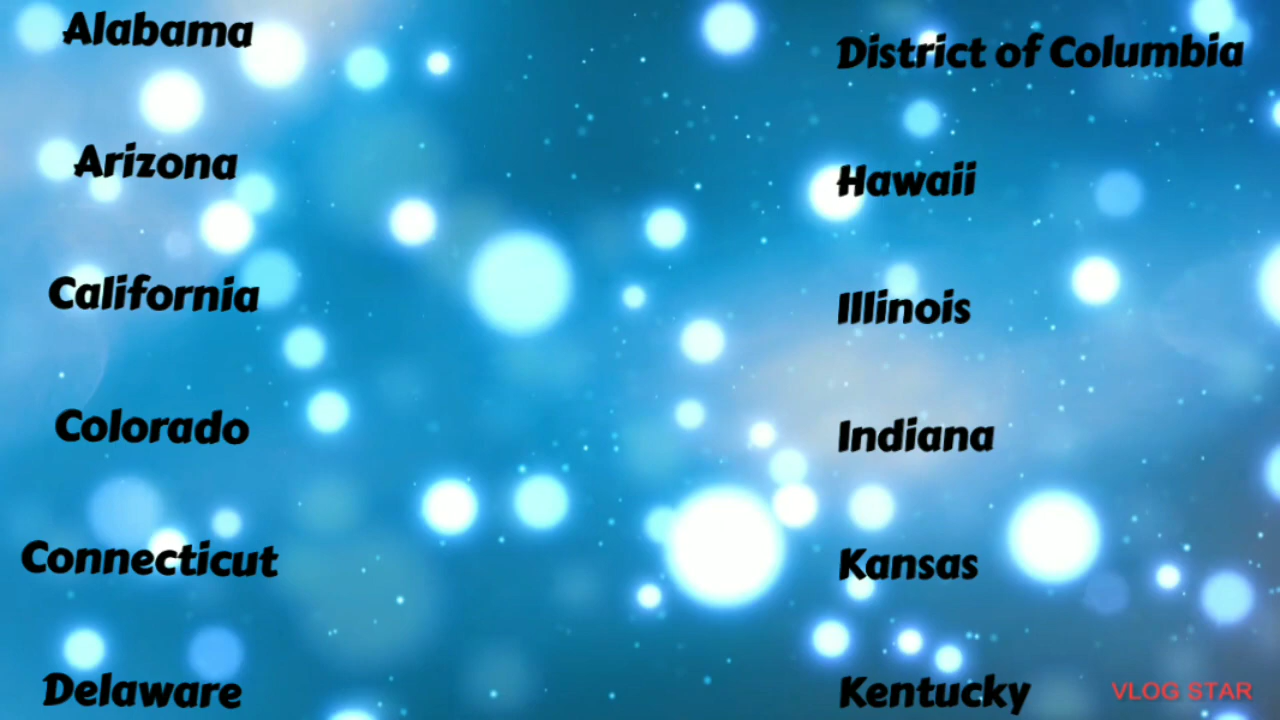 Alabama
Arizona
California
Colorado
Connecticut
Delaware
District of Columbia
Hawaii
Illinois
Indiana
Kansas
Kentucky
VLOG STAR